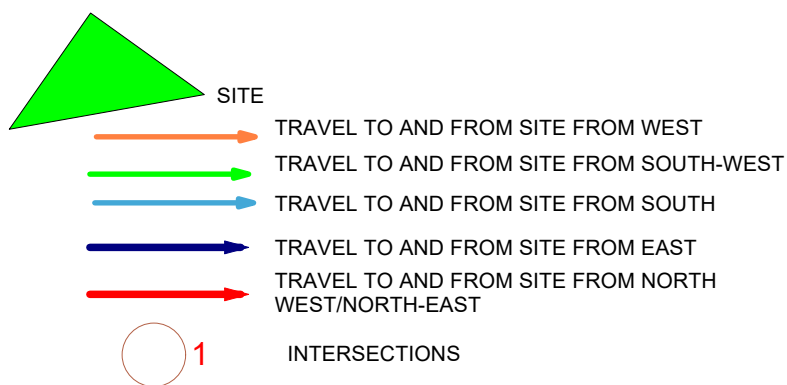 SITE
TRAVEL TO AND FROM SITE FROM WEST
TRAVEL TO AND FROM SITE FROM SOUTH-WEST
TRAVEL TO AND FROM SITE FROM SOUTH
TRAVEL TO AND FROM SITE FROM EAST
TRAVEL TO AND FROM SITE FROM NORTH
WEST/NORTH-EAST
1 INTERSECTIONS